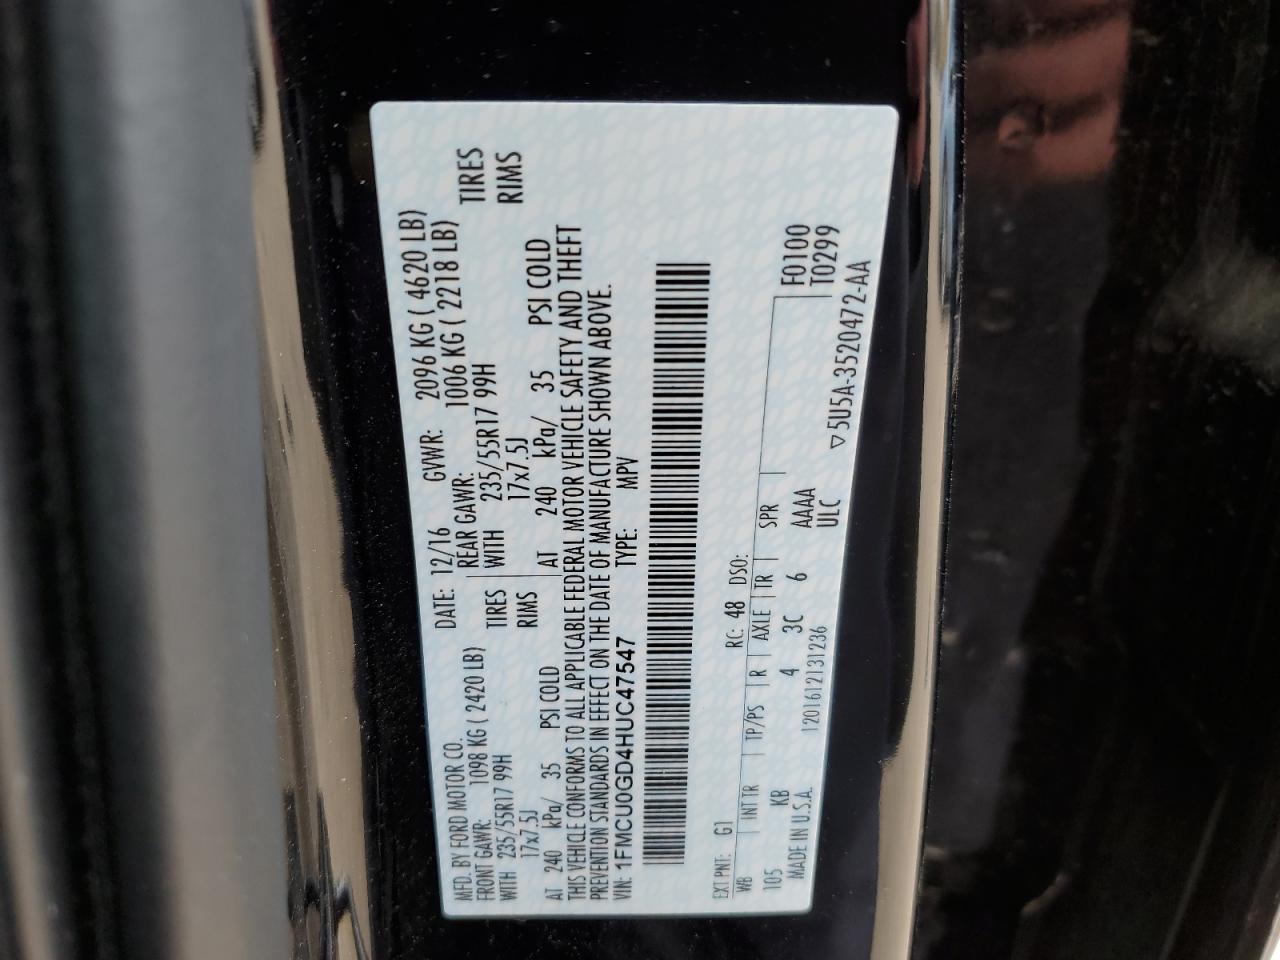 MFD. BY FORD MOTOR CO. DATE: 12/16 GVWR: 2096 KG ( 4620 LB)
FRONT GAWR: 1098 KG ( 2420 LB) REAR GAWR: 1006 KG ( 2218 LB)
WITH 235/55R17 99H TIRES WITH 235/55R17 99H TIRES
17x7.5J RIMS 17x7.5J RIMS
AT 240 kPa/ 35 PSI COLD AT 240 kPa/ 35 PSI COLD
THIS VEHICLE CONFORMS TO ALL APPLICABLE FEDERAL MOTOR VEHICLE SAFETY AND THEFT
PREVENTION STANDARDS IN EFFECT ON THE DATE OF MANUFACTURE SHOWN ABOVE.
VIN: 1FMCU0GD4HUC47547 TYPE: MPV
EXT PNT: G1 RC: 48 DSO:
WB INT TR TP/PS R AXLE TR SPR F0100
105 KB 4 3C 6 AAAA T0299
MADE IN U.S.A. 1201612131236 ULC ▽5U5A-3520472-AA